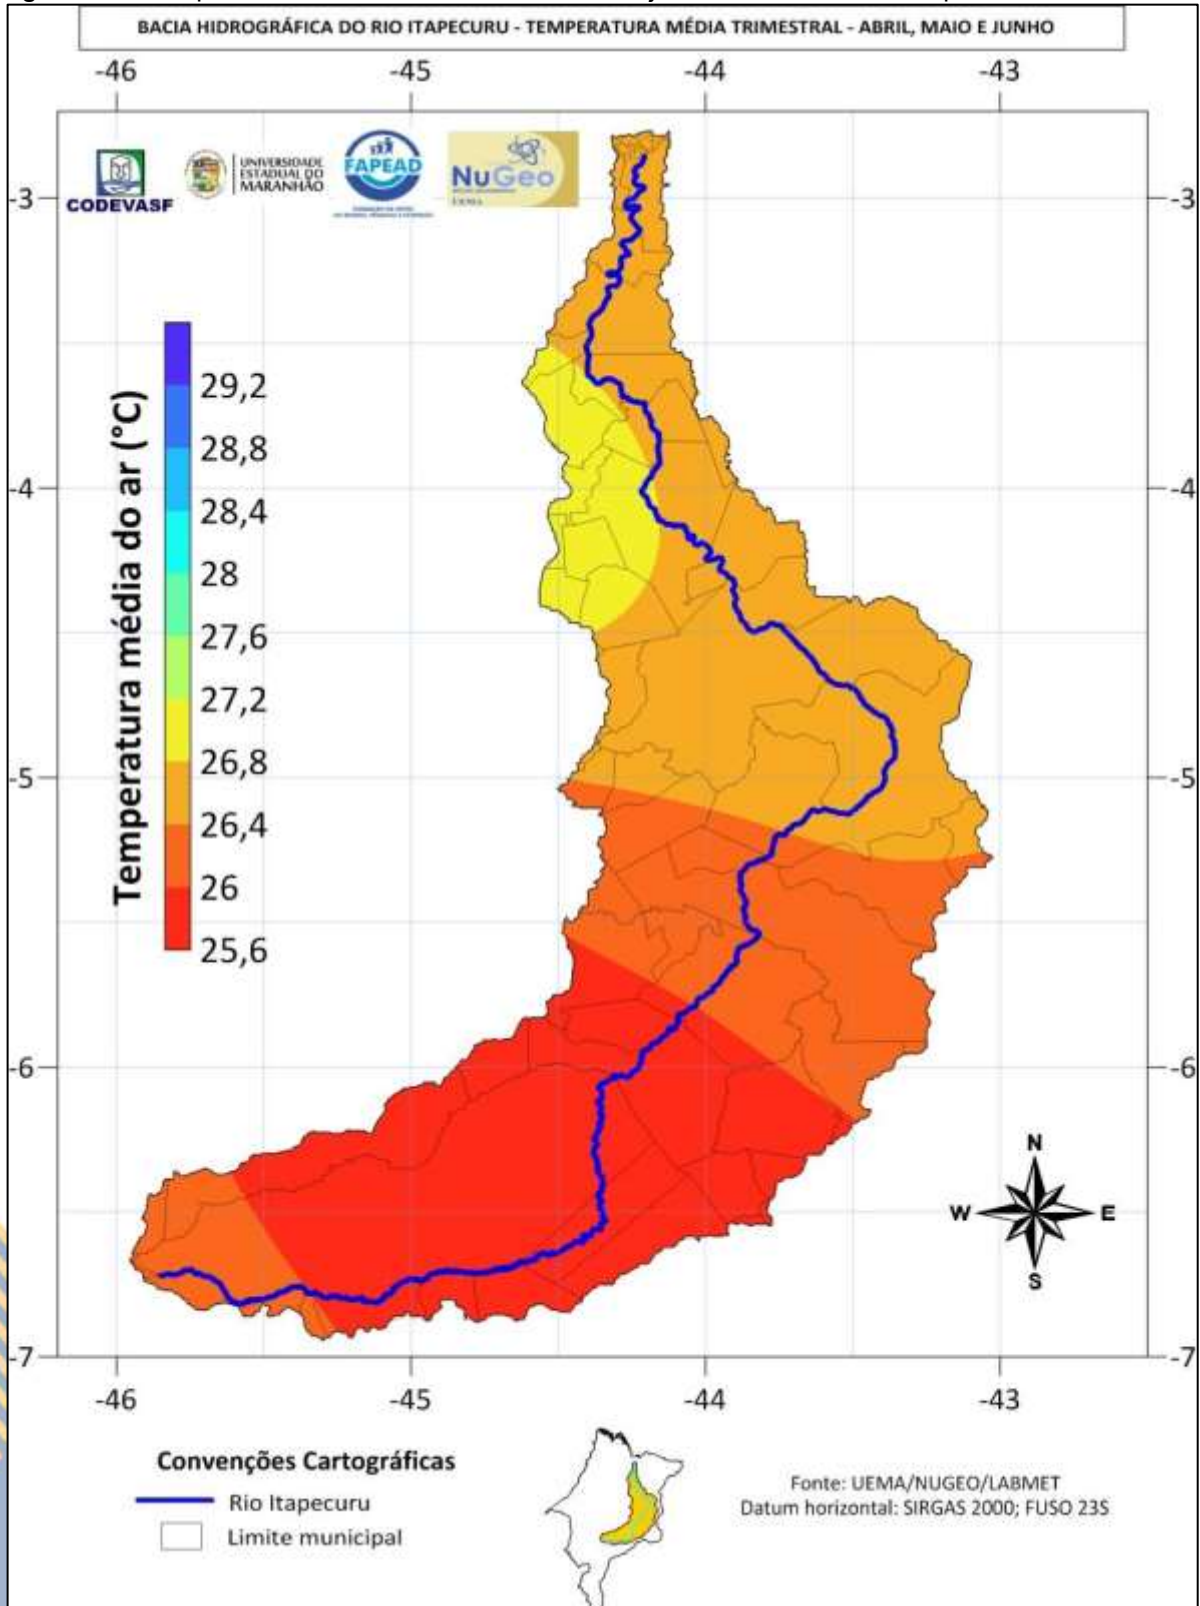 BACIA HIDROGRÁFICA DO RIO ITAPECURU - TEMPERATURA MÉDIA TRIMESTRAL - ABRIL, MAIO E JUNHO
-46 -45 -44 -43
CODEVASF
UNIVERSIDADE
ESTADUAL DO
MARANHÃO
FAPEAD
NuGeo
UEMA
-3 -3
-4 -4
-5 -5
-6 -6
-7 -7
Temperatura média do ar (°C)
29,2
28,8
28,4
28
27,6
27,2
26,8
26,4
26
25,6
N
W E
S
-46 -45 -44 -43
Convenções Cartográficas
Rio Itapecuru
Limite municipal
Fonte: UEMA/NUGEO/LABMET
Datum horizontal: SIRGAS 2000; FUSO 23S